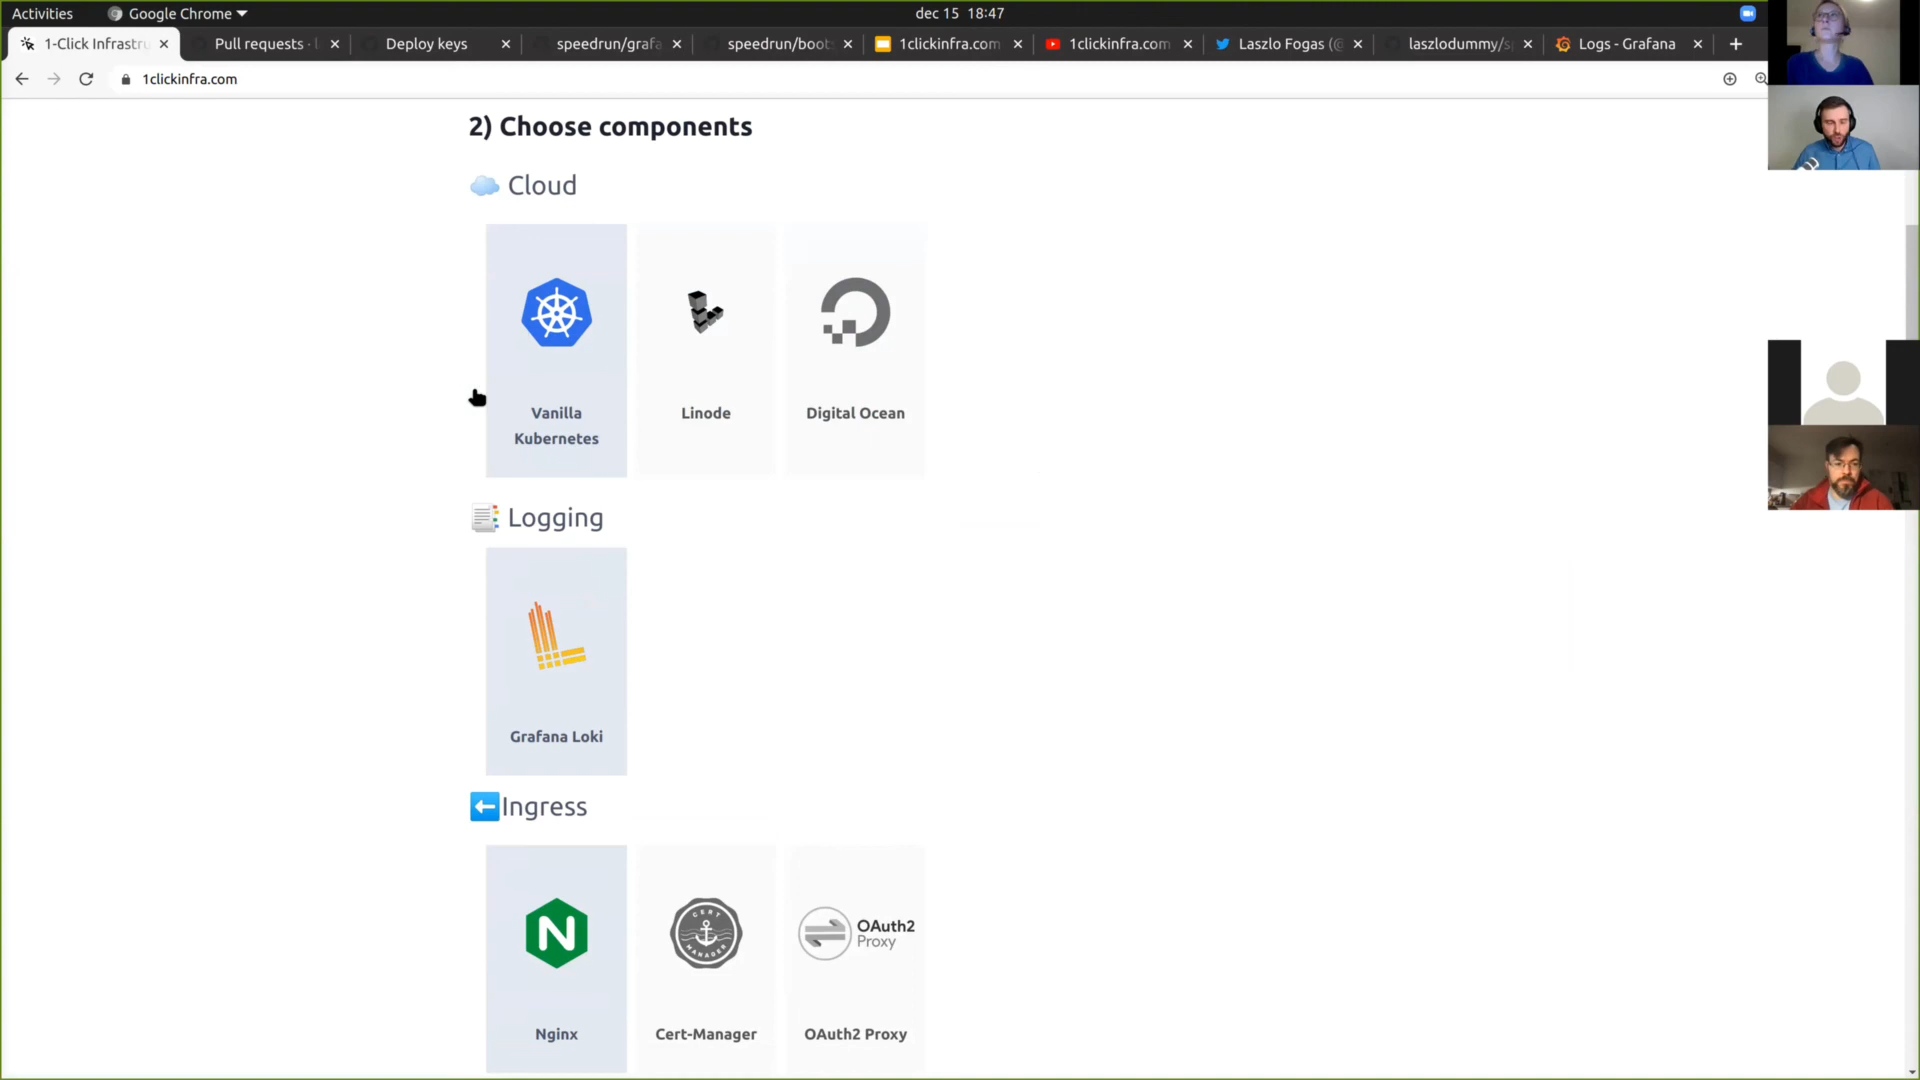 Activities
Google Chrome
dec 15 18:47
1-Click Infrastru
Pull requests · l
Deploy keys
speedrun/grafa
speedrun/boot
1clickinfra.com
1clickinfra.com
Laszlo Fogas (@
laszlodummy/s
Logs - Grafana
1clickinfra.com
2) Choose components
Cloud
Vanilla
Kubernetes
Linode
Digital Ocean
Logging
Grafana Loki
Ingress
N
CERT
MANAGER
OAuth2
Proxy
Nginx
Cert-Manager
OAuth2 Proxy